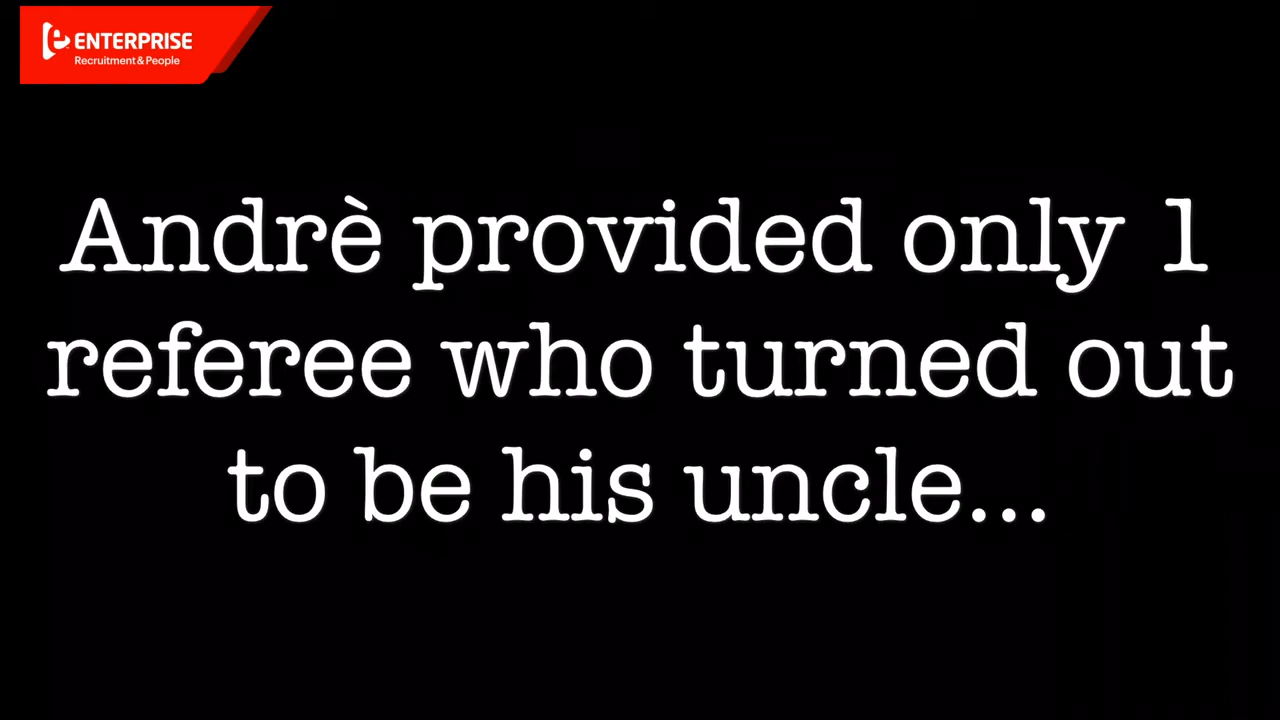 ENTERPRISE
Recruitment & People
Andrè provided only 1
referee who turned out
to be his uncle...